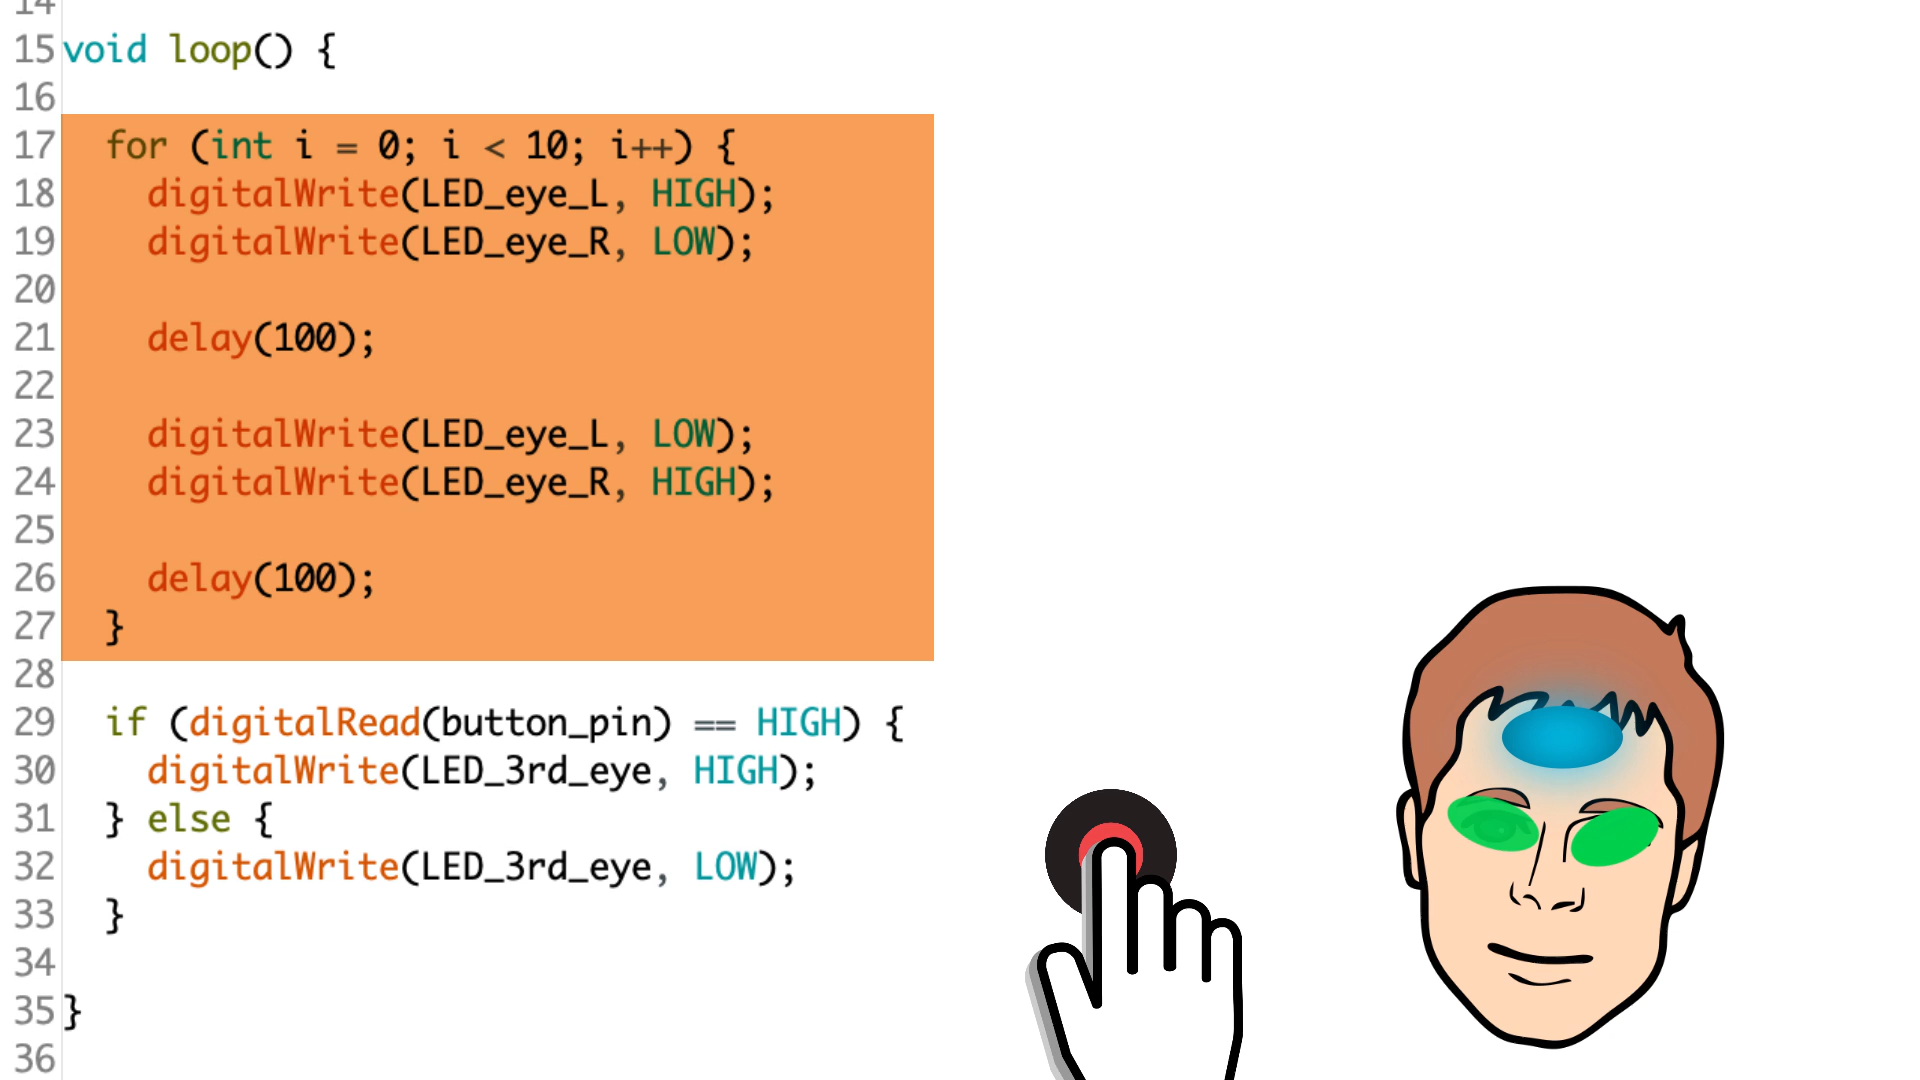 14
15 void loop() {
16
17 for (int i = 0; i < 10; i++) {
18 digitalWrite(LED_eye_L, HIGH);
19 digitalWrite(LED_eye_R, LOW);
20
21 delay(100);
22
23 digitalWrite(LED_eye_L, LOW);
24 digitalWrite(LED_eye_R, HIGH);
25
26 delay(100);
27 }
28
29 if (digitalRead(button_pin) == HIGH) {
30 digitalWrite(LED_3rd_eye, HIGH);
31 } else {
32 digitalWrite(LED_3rd_eye, LOW);
33 }
34
35 }
36